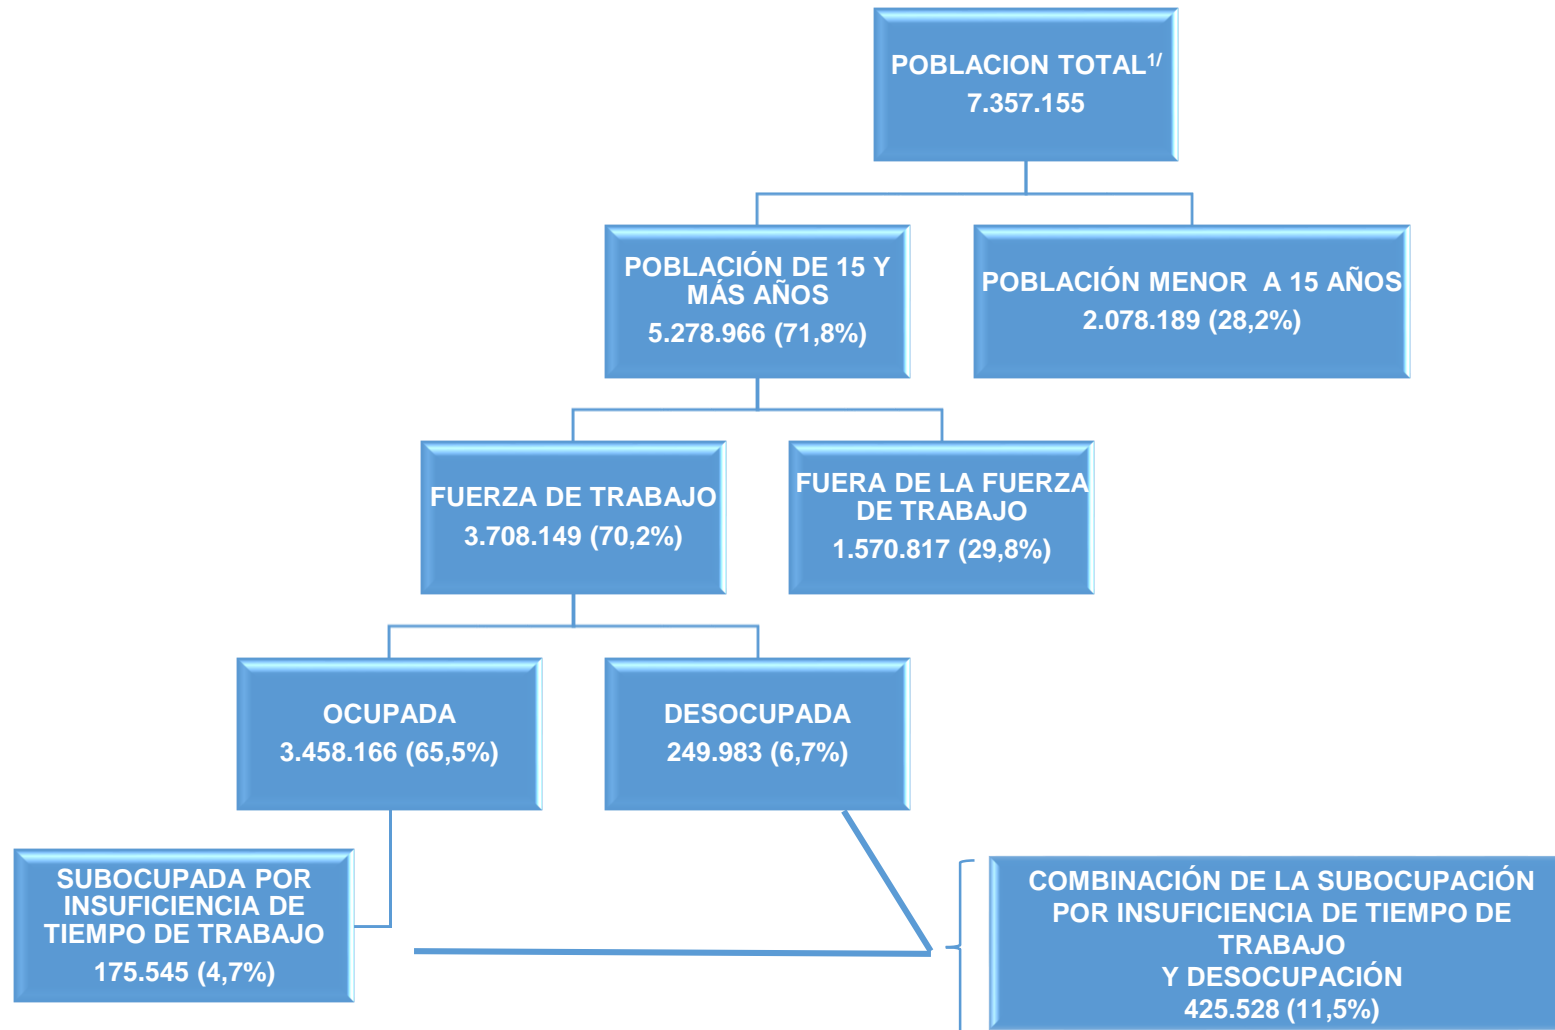 POBLACION TOTAL1/
7.357.155
POBLACIÓN DE 15 Y
MÁS AÑOS
5.278.966 (71,8%)
POBLACIÓN MENOR  A 15 AÑOS
2.078.189 (28,2%)
FUERZA DE TRABAJO
3.708.149 (70,2%)
FUERA DE LA FUERZA
DE TRABAJO
1.570.817 (29,8%)
OCUPADA
3.458.166 (65,5%)
DESOCUPADA
249.983 (6,7%)
SUBOCUPADA POR
INSUFICIENCIA DE
TIEMPO DE TRABAJO
175.545 (4,7%)
COMBINACIÓN DE LA SUBOCUPACIÓN
POR INSUFICIENCIA DE TIEMPO DE
TRABAJO
Y DESOCUPACIÓN
425.528 (11,5%)